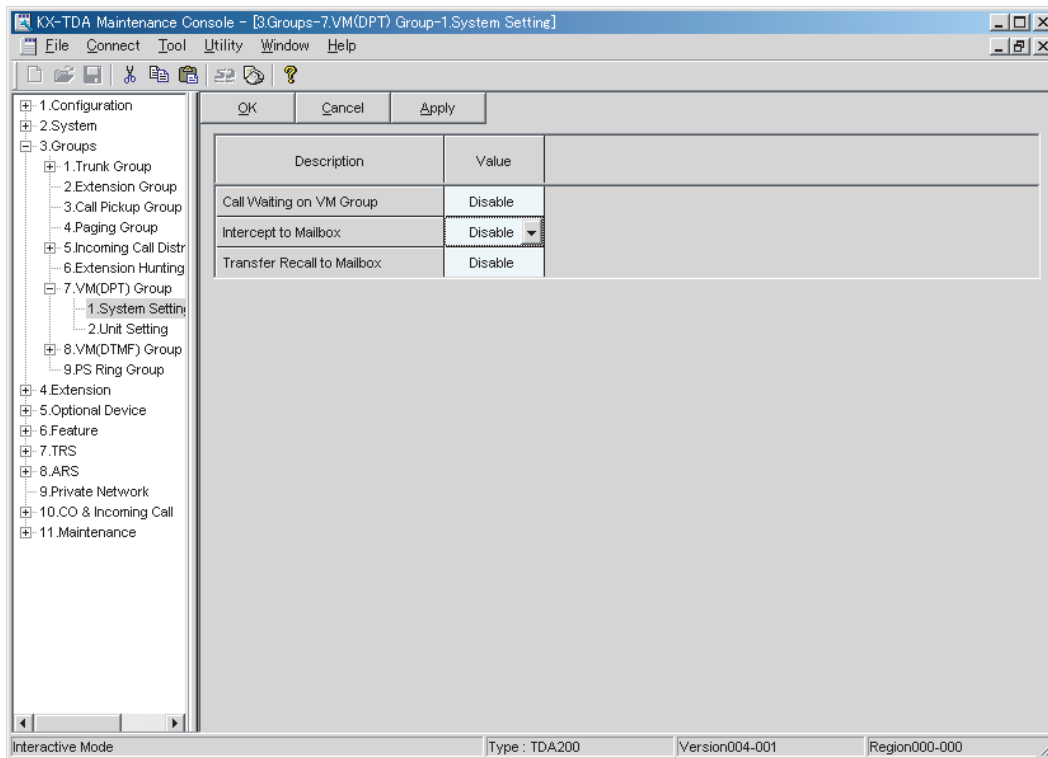 KX-TDA Maintenance Console - [3.Groups-7.VM(DPT) Group-1.System Setting]
File Connect Tool Utility Window Help
OK Cancel Apply
1.Configuration
2.System
3.Groups
1.Trunk Group
2.Extension Group
3.Call Pickup Group
4.Paging Group
5.Incoming Call Distr
6.Extension Hunting
7.VM(DPT) Group
1.System Setting
2.Unit Setting
8.VM(DTMF) Group
9.PS Ring Group
4.Extension
5.Optional Device
6.Feature
7.TRS
8.ARS
9.Private Network
10.CO & Incoming Call
11.Maintenance
Description Value
Call Waiting on VM Group Disable
Intercept to Mailbox Disable
Transfer Recall to Mailbox Disable
Interactive Mode Type : TDA200 Version004-001 Region000-000